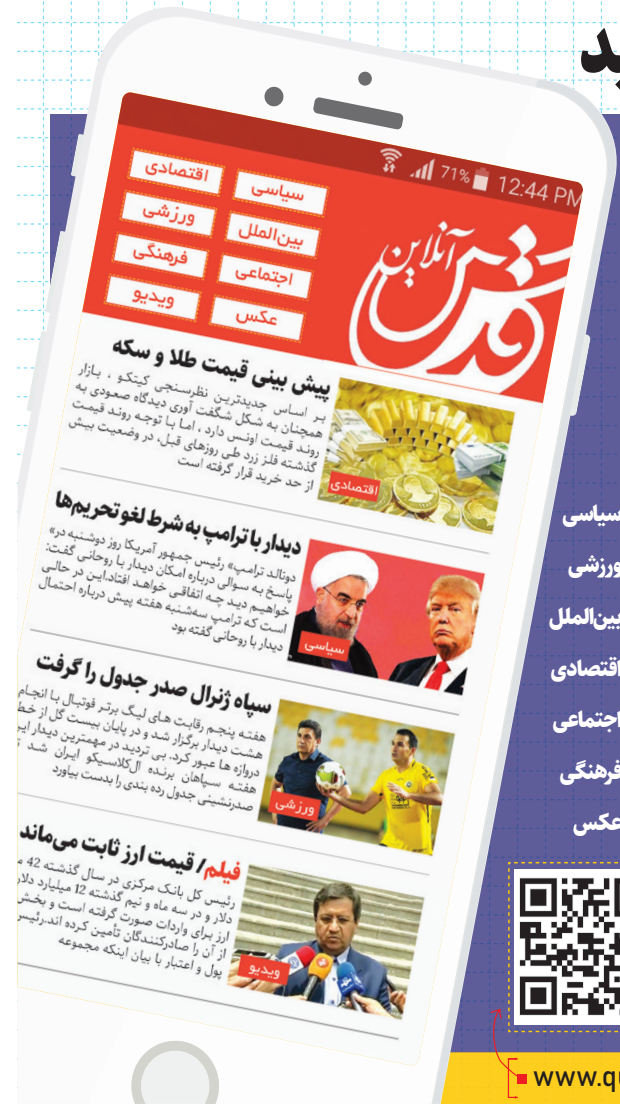 71% 12:44 PM
قدس آنلاین
سیاسی
اقتصادی
بین‌الملل
ورزشی
اجتماعی
فرهنگی
عکس
ویدیو
پیش بینی قیمت طلا و سکه
بر اساس جدیدترین نظرسنجی کیتکو ، بازار
همچنان به شکل شگفت آوری دیدگاه صعودی به
روند قیمت اونس دارد ، اما با توجه روند قیمت
گذشته فلز زرد طی روزهای قبل، در وضعیت بیش
از حد خرید قرار گرفته است
اقتصادی
دیدار با ترامپ به شرط لغو تحریم‌ها
دونالد ترامپ» رئیس جمهور آمریکا روز دوشنبه در»
پاسخ به سوالی درباره امکان دیدار با روحانی گفت:
خواهیم دید چه اتفاقی خواهد افتاد.این در حالی
است که ترامپ سه‌شنبه هفته پیش درباره احتمال
دیدار با روحانی گفته بود
سیاسی
سپاه ژنرال صدر جدول را گرفت
هفته پنجم رقابت های لیگ برتر فوتبال با انجام
هشت دیدار برگزار شد و در پایان بیست گل از خط
دروازه ها عبور کرد. بی تردید در مهمترین دیدار
هفته سپاهان برنده ال‌کلاسیکو ایران شد
صدرنشینی جدول رده بندی را بدست بیاورد
ورزشی
فیلم/ قیمت ارز ثابت می‌ماند
رئیس کل بانک مرکزی در سال گذشته 42
دلار و در سه ماه و نیم گذشته 12 میلیارد دلار
ارز برای واردات صورت گرفته است و بخش
از آن را صادرکنندگان تأمین کرده اند.رئیس
پول و اعتبار با بیان اینکه مجموعه
ویدیو
سیاسی
ورزشی
بین‌الملل
اقتصادی
اجتماعی
فرهنگی
عکس
www.qu